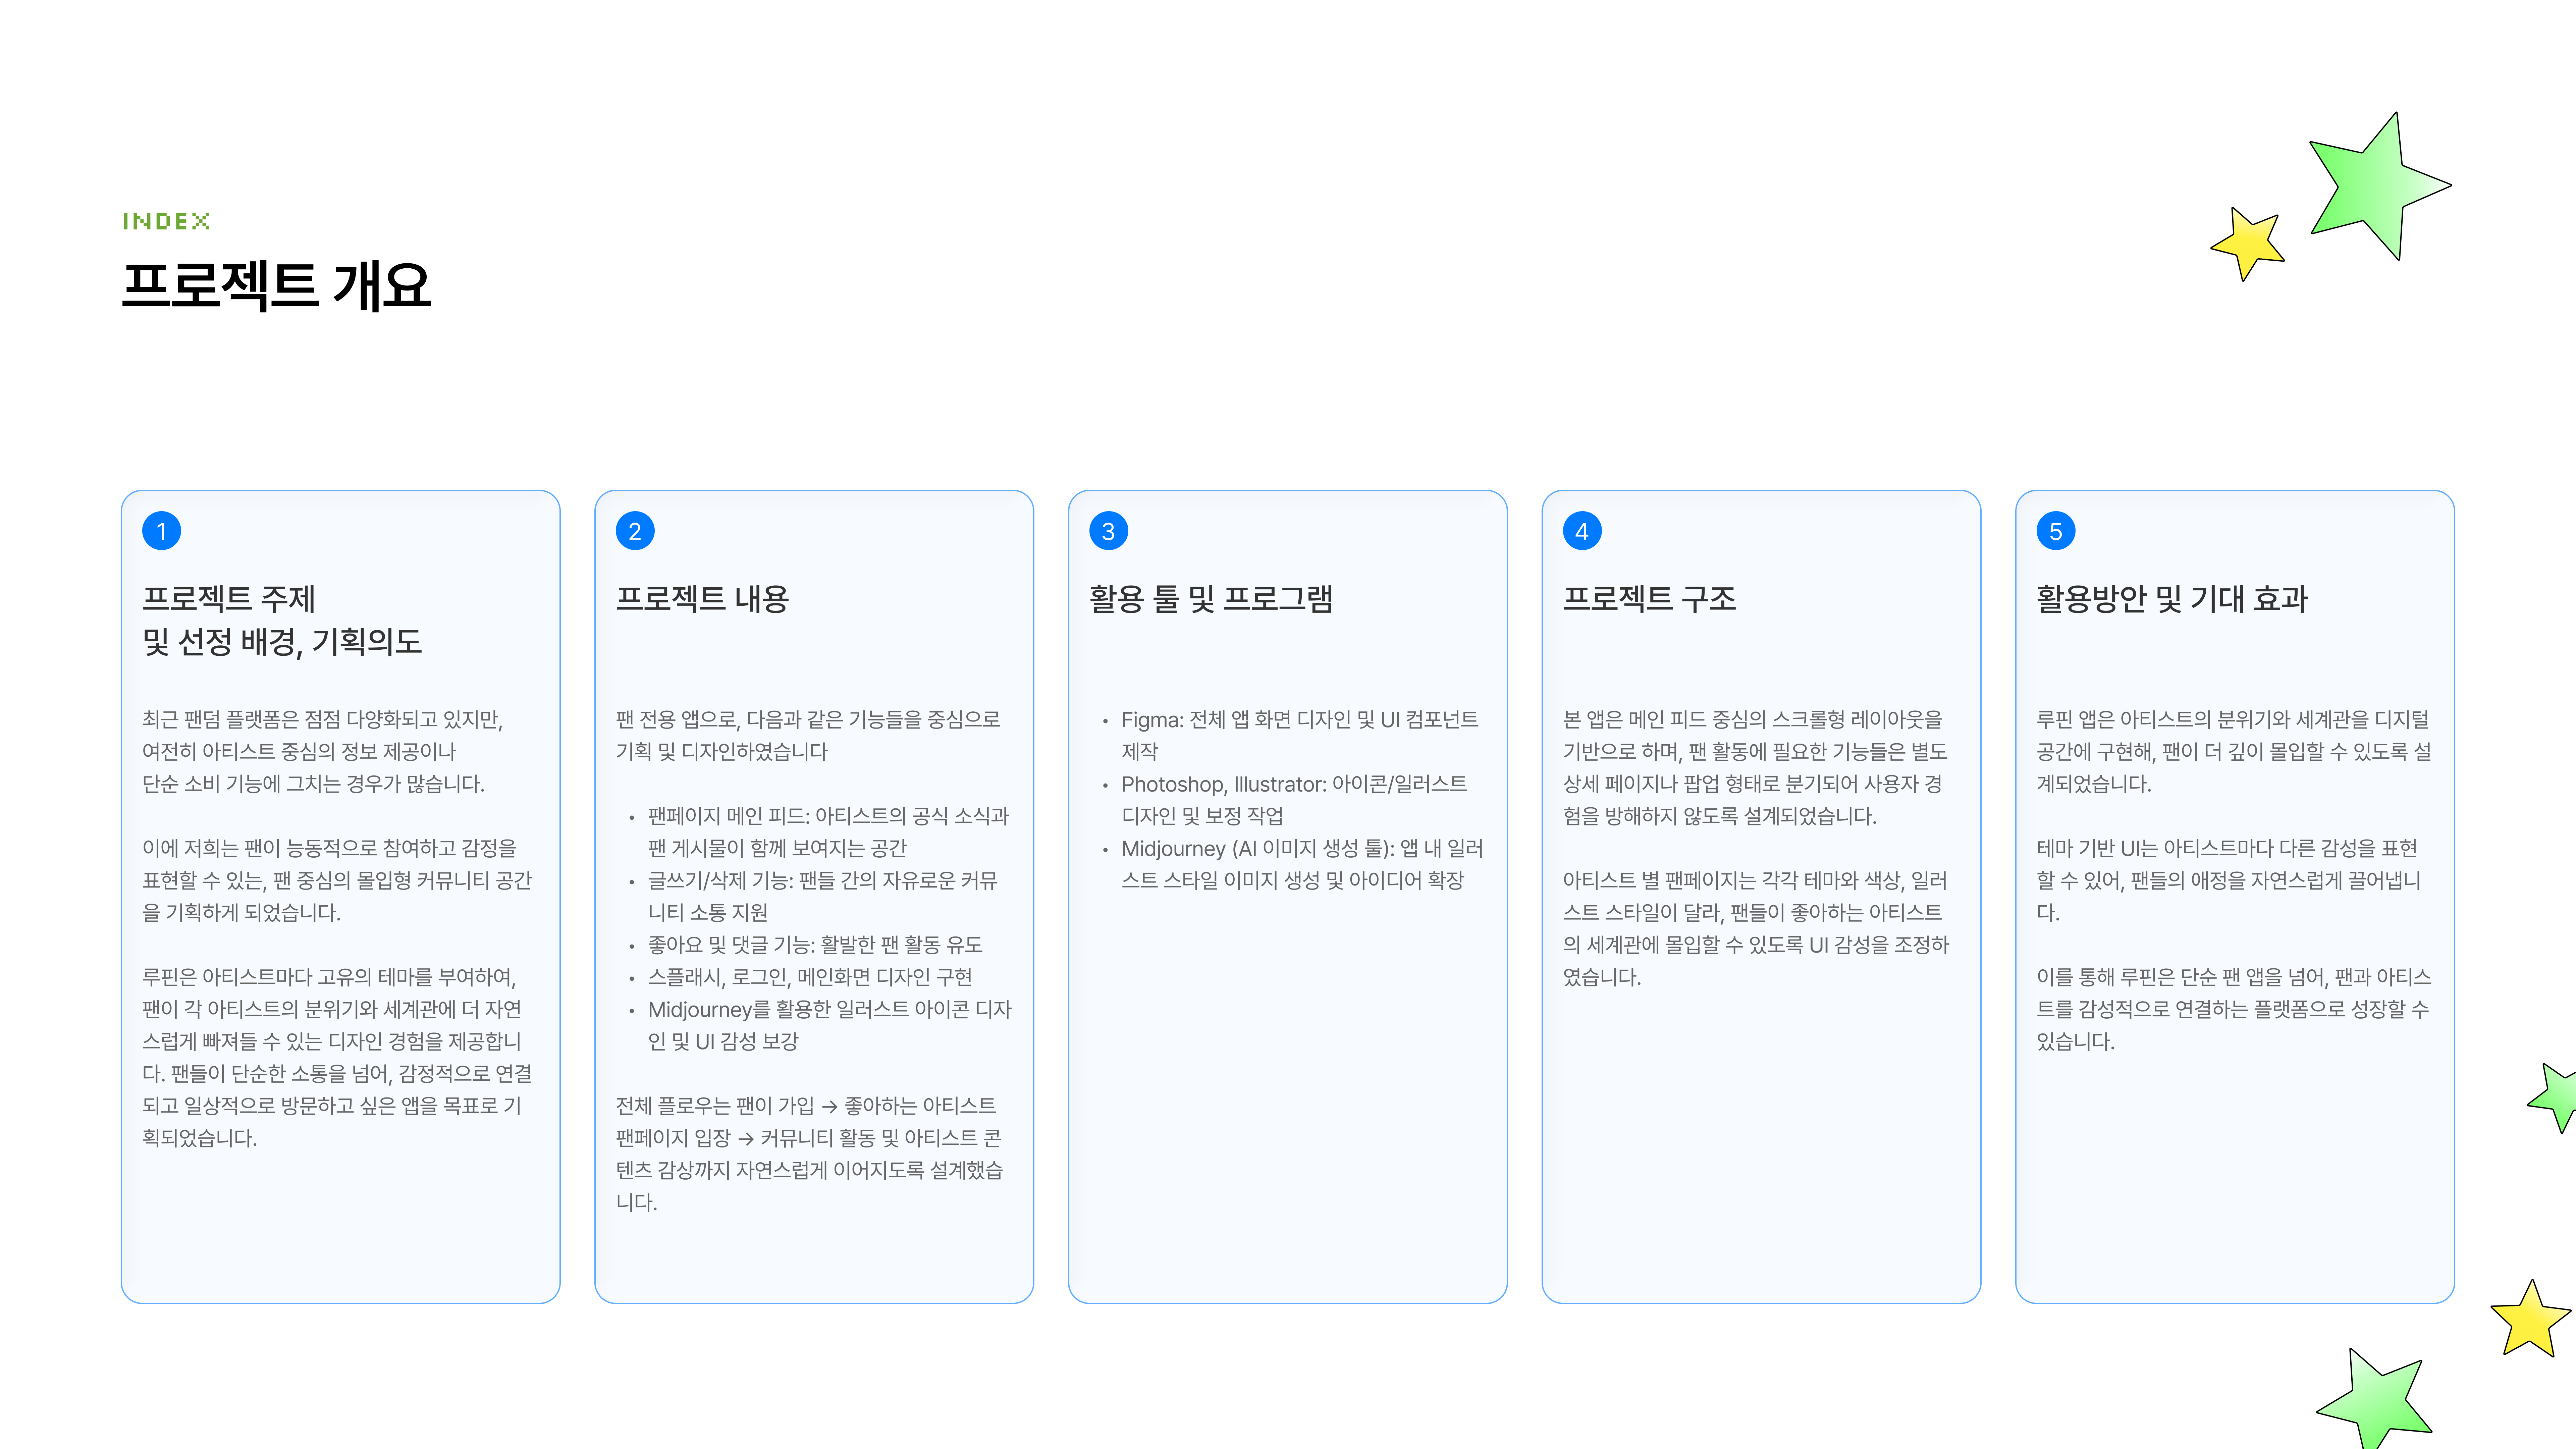 INDEX
프로젝트 개요
1
프로젝트 주제
및 선정 배경, 기획의도
최근 팬덤 플랫폼은 점점 다양화되고 있지만,
여전히 아티스트 중심의 정보 제공이나
단순 소비 기능에 그치는 경우가 많습니다.
이에 저희는 팬이 능동적으로 참여하고 감정을
표현할 수 있는, 팬 중심의 몰입형 커뮤니티 공간
을 기획하게 되었습니다.
루핀은 아티스트마다 고유의 테마를 부여하여,
팬이 각 아티스트의 분위기와 세계관에 더 자연
스럽게 빠져들 수 있는 디자인 경험을 제공합니
다. 팬들이 단순한 소통을 넘어, 감정적으로 연결
되고 일상적으로 방문하고 싶은 앱을 목표로 기
획되었습니다.
2
프로젝트 내용
팬 전용 앱으로, 다음과 같은 기능들을 중심으로
기획 및 디자인하였습니다
• 팬페이지 메인 피드: 아티스트의 공식 소식과
팬 게시물이 함께 보여지는 공간
• 글쓰기/삭제 기능: 팬들 간의 자유로운 커뮤
니티 소통 지원
• 좋아요 및 댓글 기능: 활발한 팬 활동 유도
• 스플래시, 로그인, 메인화면 디자인 구현
• Midjourney를 활용한 일러스트 아이콘 디자
인 및 UI 감성 보강
전체 플로우는 팬이 가입 → 좋아하는 아티스트
팬페이지 입장 → 커뮤니티 활동 및 아티스트 콘
텐츠 감상까지 자연스럽게 이어지도록 설계했습
니다.
3
활용 툴 및 프로그램
• Figma: 전체 앱 화면 디자인 및 UI 컴포넌트
제작
• Photoshop, Illustrator: 아이콘/일러스트
디자인 및 보정 작업
• Midjourney (AI 이미지 생성 툴): 앱 내 일러
스트 스타일 이미지 생성 및 아이디어 확장
4
프로젝트 구조
본 앱은 메인 피드 중심의 스크롤형 레이아웃을
기반으로 하며, 팬 활동에 필요한 기능들은 별도
상세 페이지나 팝업 형태로 분기되어 사용자 경
험을 방해하지 않도록 설계되었습니다.
아티스트 별 팬페이지는 각각 테마와 색상, 일러
스트 스타일이 달라, 팬들이 좋아하는 아티스트
의 세계관에 몰입할 수 있도록 UI 감성을 조정하
였습니다.
5
활용방안 및 기대 효과
루핀 앱은 아티스트의 분위기와 세계관을 디지털
공간에 구현해, 팬이 더 깊이 몰입할 수 있도록 설
계되었습니다.
테마 기반 UI는 아티스트마다 다른 감성을 표현
할 수 있어, 팬들의 애정을 자연스럽게 끌어냅니
다.
이를 통해 루핀은 단순 팬 앱을 넘어, 팬과 아티스
트를 감성적으로 연결하는 플랫폼으로 성장할 수
있습니다.